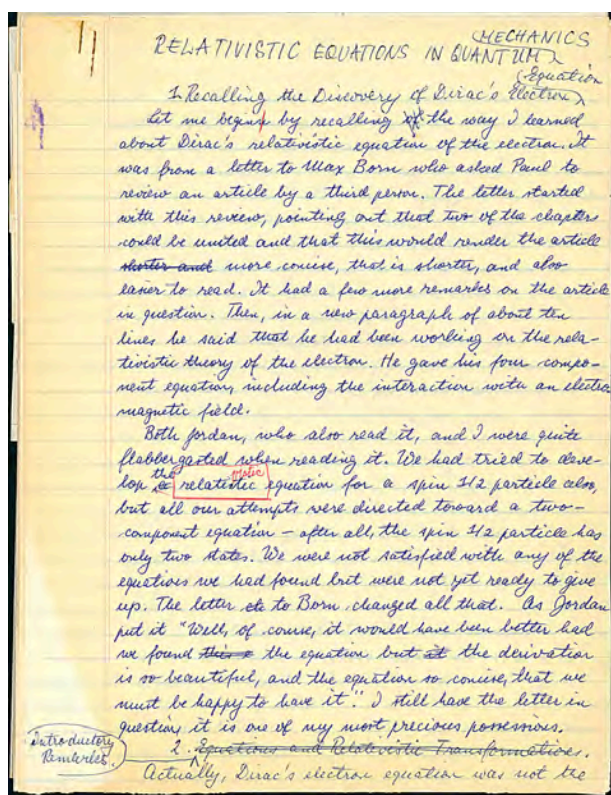 RELATIVISTIC EQUATIONS IN QUANTUM MECHANICS
1. Recalling the Discovery of Dirac's Electron Equation
Let me begin by recalling of the way I learned
about Dirac's relativistic equation of the electron. It
was from a letter to Max Born who asked Paul to
review an article by a third person. The letter started
with this review, pointing out that two of the chapters
could be united and that this would render the article
shorter and more concise, that is shorter, and also
easier to read. It had a few more remarks on the article
in question. Then, in a new paragraph of about ten
lines he said that he had been working on the rela-
tivistic theory of the electron. He gave his four compo-
nent equation, including the interaction with an electro
magnetic field.
Both Jordan, who also read it, and I were quite
flabbergasted when reading it. We had tried to deve-
lop the relatistic equation for a spin 1/2 particle also,
but all our attempts were directed toward a two-
component equation – after all, the spin 1/2 particle has
only two states. We were not satisfied with any of the
equations we had found but were not yet ready to give
up. The letter to Born changed all that. As Jordan
put it "Well, of course, it would have been better had
we found the equation but it the derivation
is so beautiful, and the equation so concise, that we
must be happy to have it." I still have the letter in
question, it is one of my most precious possessions.
2. Equations and Relativistic Transformations.
Introductory
Remarks.
Actually, Dirac's electron equation was not the